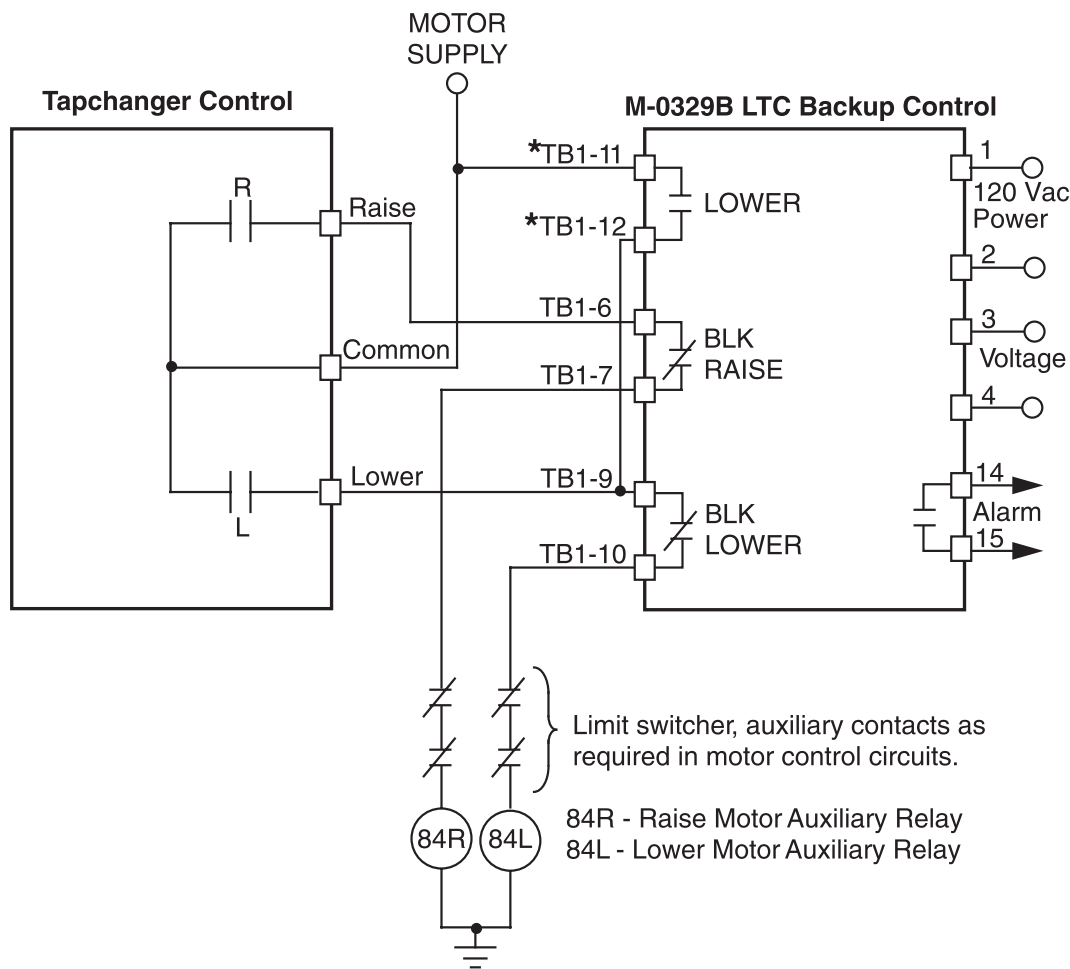 MOTOR
SUPPLY
Tapchanger Control
M-0329B LTC Backup Control
*TB1-11
1
R
Raise
LOWER
120 Vac
Power
*TB1-12
2
TB1-6
3
Common
BLK
RAISE
Voltage
TB1-7
4
Lower
TB1-9
14
L
BLK
LOWER
Alarm
15
TB1-10
Limit switcher, auxiliary contacts as
required in motor control circuits.
84R
84L
84R - Raise Motor Auxiliary Relay
84L - Lower Motor Auxiliary Relay